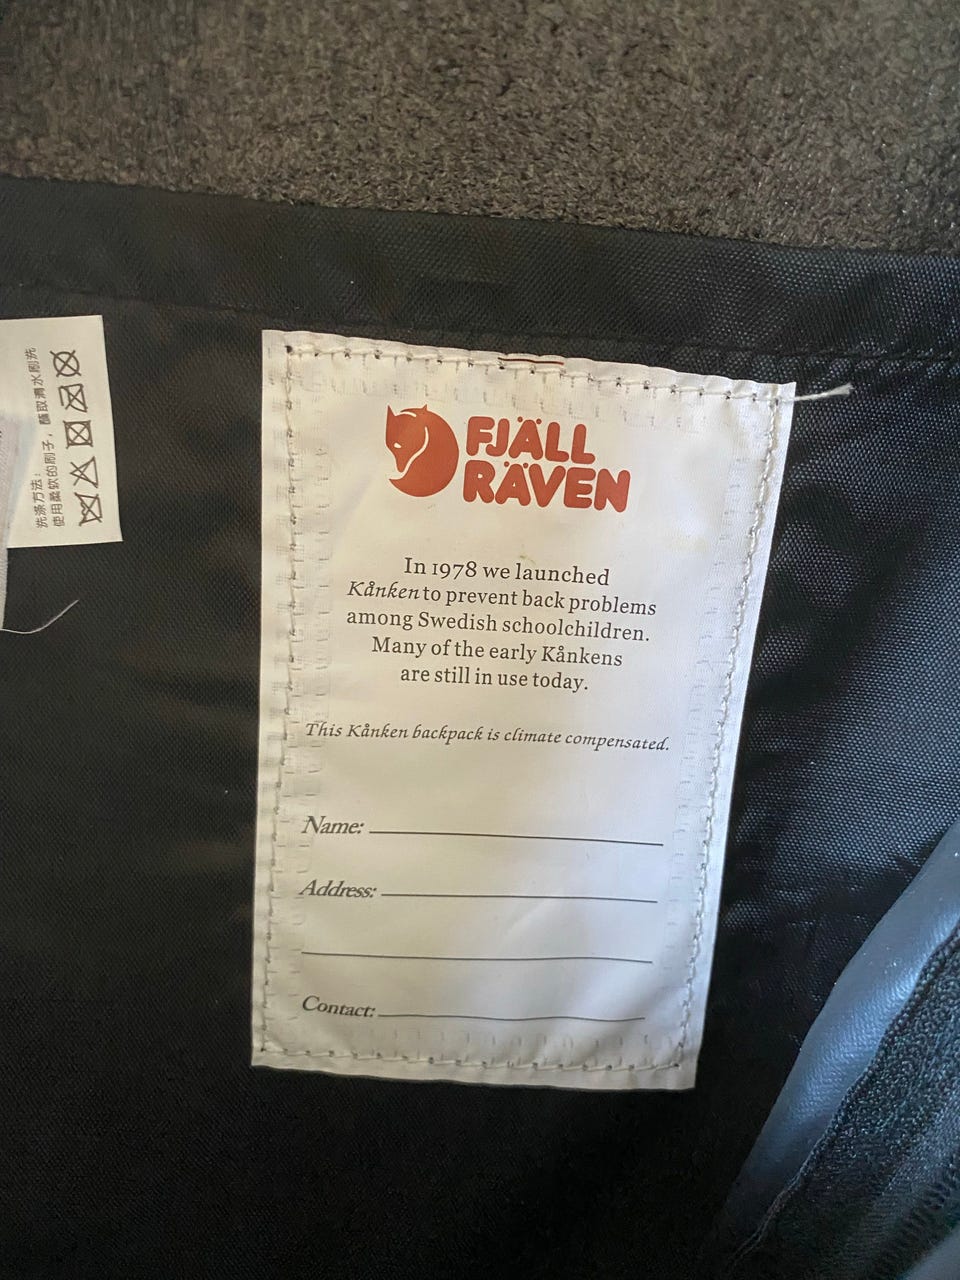 洗涤方法:
使用柔软的刷子,蘸取清水刷洗
FJÄLL
RÄVEN
In 1978 we launched
Kånken to prevent back problems
among Swedish schoolchildren.
Many of the early Kånkens
are still in use today.
This Kånken backpack is climate compensated.
Name:
Address:
Contact: